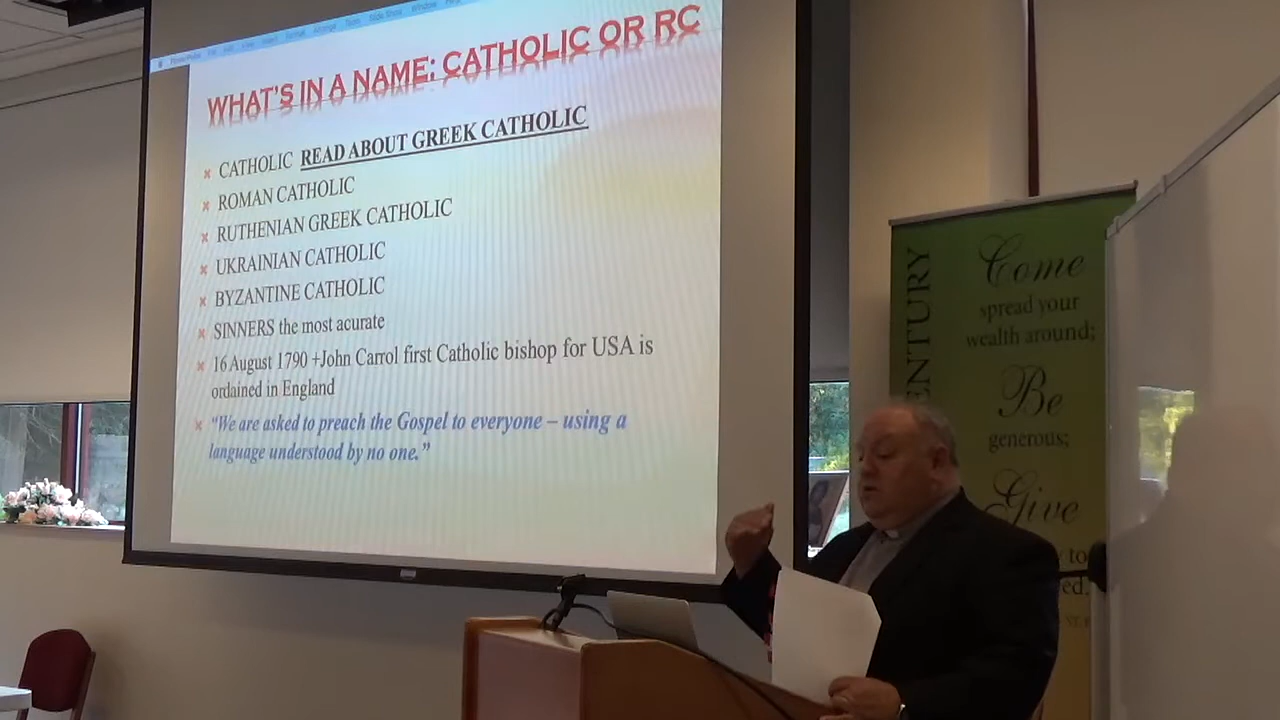 WHAT'S IN A NAME: CATHOLIC OR RC
CATHOLIC READ ABOUT GREEK CATHOLIC
ROMAN CATHOLIC
RUTHENIAN GREEK CATHOLIC
UKRAINIAN CATHOLIC
BYZANTINE CATHOLIC
SINNERS the most acurate
16 August 1790 +John Carrol first Catholic bishop for USA is
ordained in England
"We are asked to preach the Gospel to everyone – using a
language understood by no one."
ENTURY
Come
spread your
wealth around;
Be
generous;
Give
to